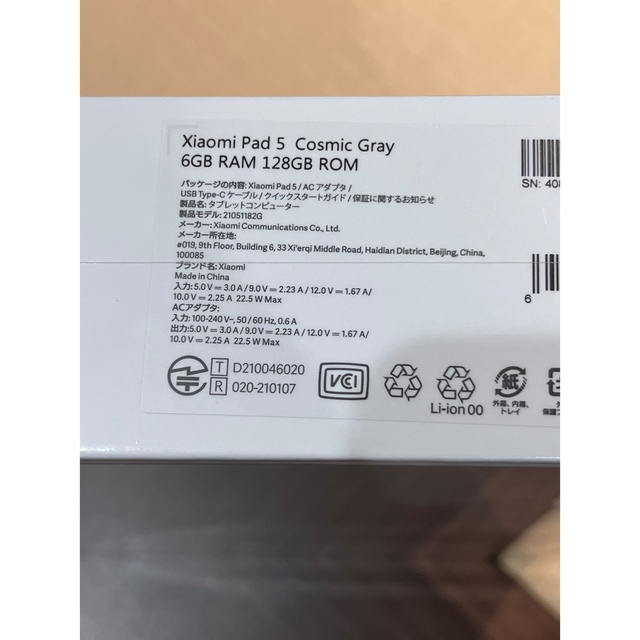 Xiaomi Pad 5 Cosmic Gray
6GB RAM 128GB ROM
パッケージの内容: Xiaomi Pad 5 / AC アダプタ /
USB Type-C ケーブル / クイックスタートガイド / 保証に関するお知らせ
製品名: タブレットコンピューター
製品モデル: 21051182G
メーカー: Xiaomi Communications Co., Ltd.
メーカー所在地:
#019, 9th Floor, Building 6, 33 Xi'erqi Middle Road, Haidian District, Beijing, China,
100085
ブランド名: Xiaomi
Made in China
入力: 5.0 V ⎓ 3.0 A / 9.0 V ⎓ 2.23 A / 12.0 V ⎓ 1.67 A/
10.0 V ⎓ 2.25 A 22.5 W Max
ACアダプタ:
入力: 100-240 V~, 50 / 60 Hz, 0.6 A
出力: 5.0 V ⎓ 3.0 A / 9.0 V ⎓ 2.23 A / 12.0 V ⎓ 1.67 A/
10.0 V ⎓ 2.25 A 22.5 W Max
T D210046020
R 020-210107
VCCI
Li-ion 00
紙
外箱、内箱、
トレイ
SN: 408
6